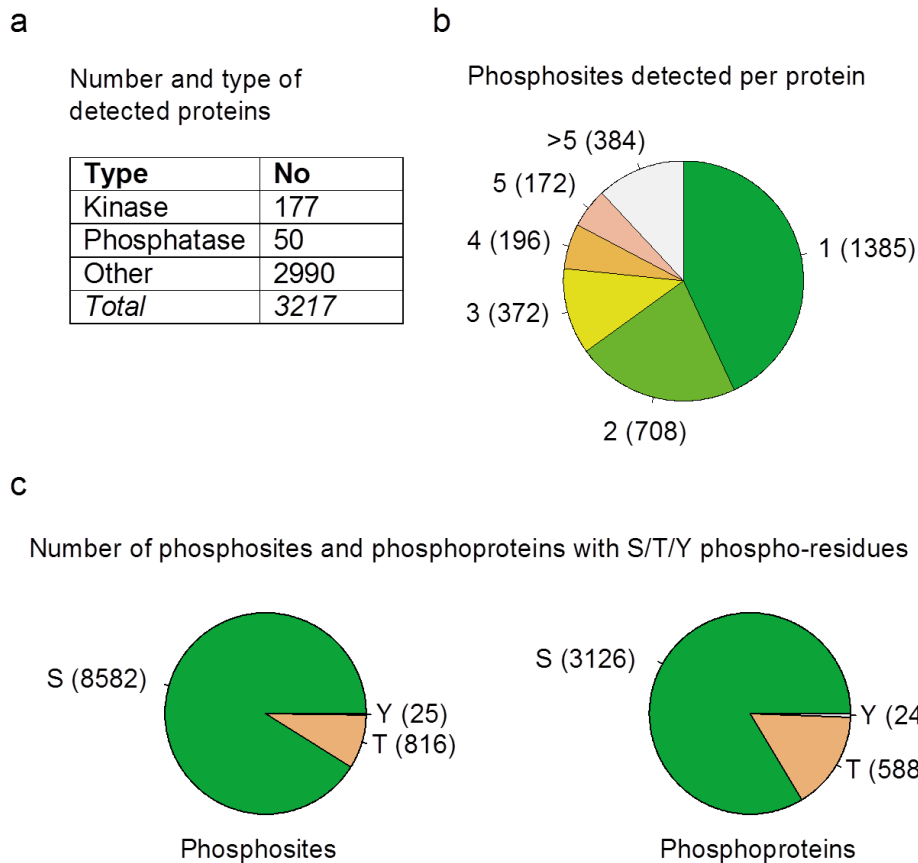 a
Number and type of
detected proteins
Type No
Kinase 177
Phosphatase 50
Other 2990
Total 3217
b
Phosphosites detected per protein
>5 (384)
5 (172)
4 (196)
3 (372)
2 (708)
1 (1385)
c
Number of phosphosites and phosphoproteins with S/T/Y phospho-residues
S (8582)
Y (25)
T (816)
Phosphosites
S (3126)
Y (24
T (588
Phosphoproteins